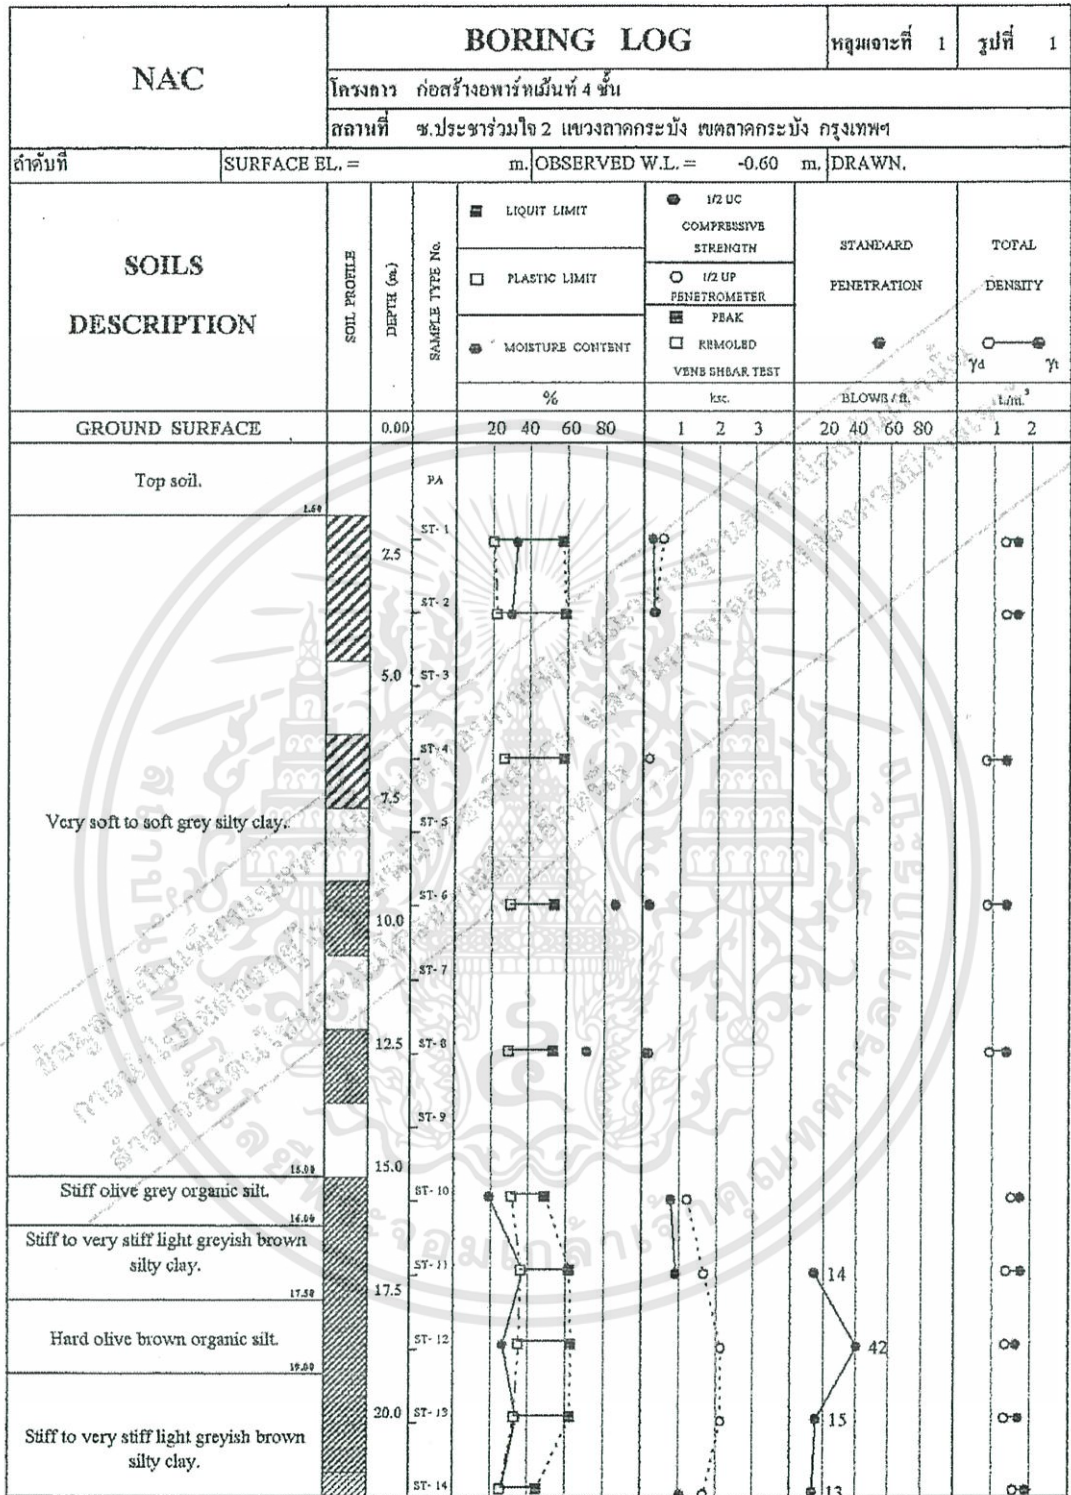 NAC
BORING LOG
หลุมเจาะที่ 1
รูปที่ 1
โครงการ ก่อสร้างอพาร์ทเม้นท์ 4 ชั้น
สถานที่ ซ.ประชาร่วมใจ 2 แขวงลาดกระบัง เขตลาดกระบัง กรุงเทพฯ
ลำดับที่
SURFACE EL. = m.
OBSERVED W.L. = -0.60 m.
DRAWN.
SOILS
DESCRIPTION
SOIL PROFILE
DEPTH (m)
SAMPLE TYPE No.
LIQUIT LIMIT
PLASTIC LIMIT
MOISTURE CONTENT
%
1/2 UC
COMPRESSIVE
STRENGTH
1/2 UP
PENETROMETER
PEAK
REMOLED
VENE SHEAR TEST
ksc.
STANDARD
PENETRATION
BLOWS / ft.
TOTAL
DENSITY
γd γt
t./m.³
GROUND SURFACE 0.00 20 40 60 80 1 2 3 20 40 60 80 1 2
Top soil. PA
1.50
ST-1
2.5
ST-2
5.0 ST-3
ST-4
7.5
Very soft to soft grey silty clay. ST-5
ST-6
10.0
ST-7
12.5 ST-8
ST-9
15.00 15.0
Stiff olive grey organic silt. ST-10
16.00
Stiff to very stiff light greyish brown
silty clay. ST-11 14
17.50 17.5
Hard olive brown organic silt. ST-12 42
19.00
20.0 ST-13 15
Stiff to very stiff light greyish brown
silty clay.
ST-14 13